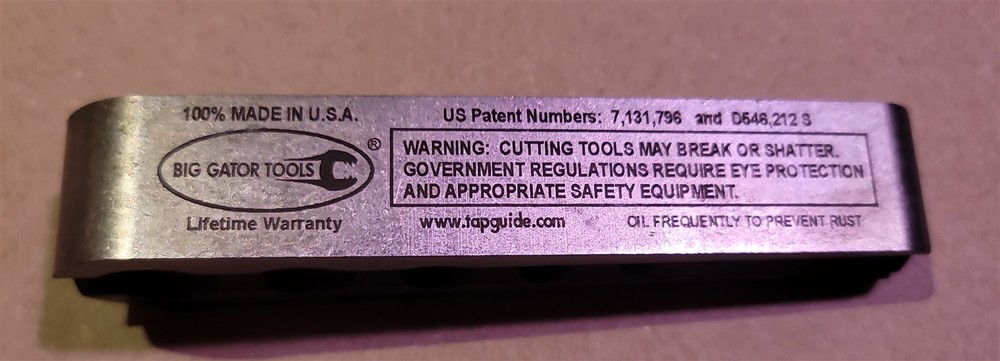 100% MADE IN U.S.A.
US Patent Numbers: 7,131,796 and D546,212 S
BIG GATOR TOOLS ®
WARNING: CUTTING TOOLS MAY BREAK OR SHATTER.
GOVERNMENT REGULATIONS REQUIRE EYE PROTECTION
AND APPROPRIATE SAFETY EQUIPMENT.
Lifetime Warranty
www.tapguide.com
OIL FREQUENTLY TO PREVENT RUST